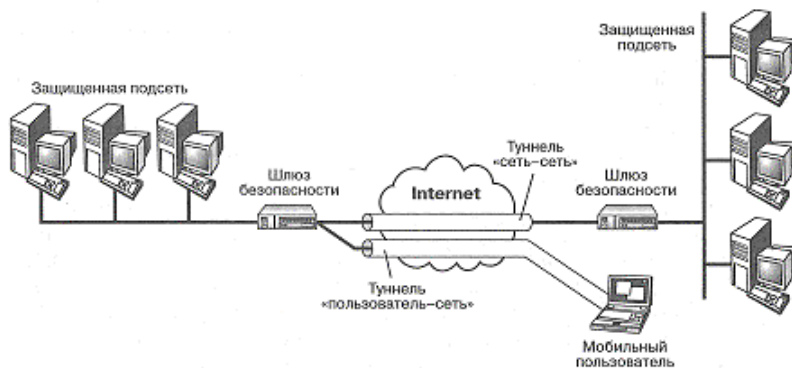 Защищенная подсеть
Шлюз
безопасности
Internet
Туннель
«сеть–сеть»
Шлюз
безопасности
Защищенная
подсеть
Туннель
«пользователь–сеть»
Мобильный
пользователь